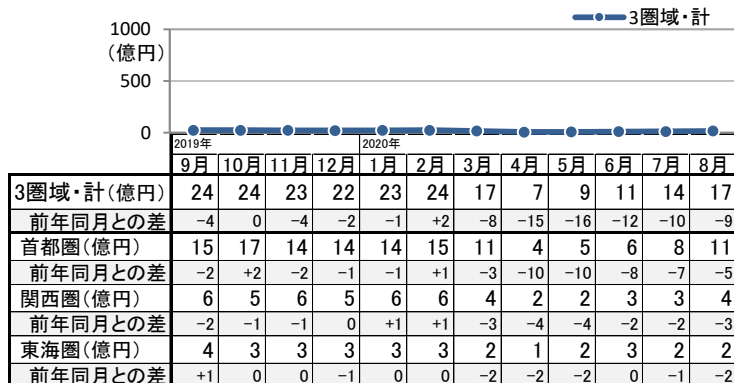 3圏域・計
1000
(億円)
500
0
2019年 2020年
9月 10月 11月 12月 1月 2月 3月 4月 5月 6月 7月 8月
3圏域・計(億円) 24 24 23 22 23 24 17 7 9 11 14 17
前年同月との差 −4 0 −4 −2 −1 +2 −8 −15 −16 −12 −10 −9
首都圏(億円) 15 17 14 14 14 15 11 4 5 6 8 11
前年同月との差 −2 +2 −2 −1 −1 +1 −3 −10 −10 −8 −7 −5
関西圏(億円) 6 5 6 5 6 6 4 2 2 3 3 4
前年同月との差 −2 −1 −1 0 +1 +1 −3 −4 −4 −2 −2 −3
東海圏(億円) 4 3 3 3 3 3 2 1 2 3 2 2
前年同月との差 +1 0 0 −1 0 0 −2 −2 −2 0 −1 −2